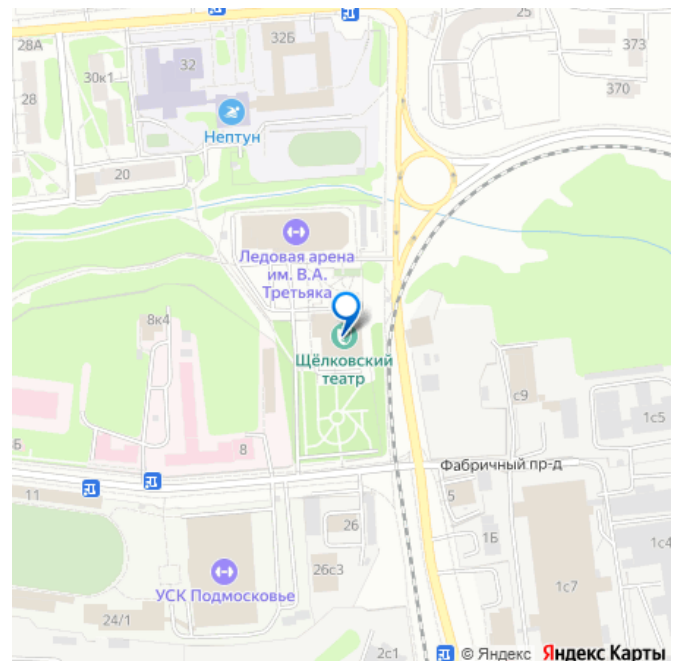 25
28А
32Б
373
32
30к1
370
28
Нептун
20
Ледовая арена
им. В.А.
Третьяка
8к4
Щёлковский
театр
с9
1с5
Б
8
Фабричный пр-д
11
5
26
1Б
1с4
26с3
УСК Подмосковье
1с7
24/1
2с1
© Яндекс Яндекс Карты